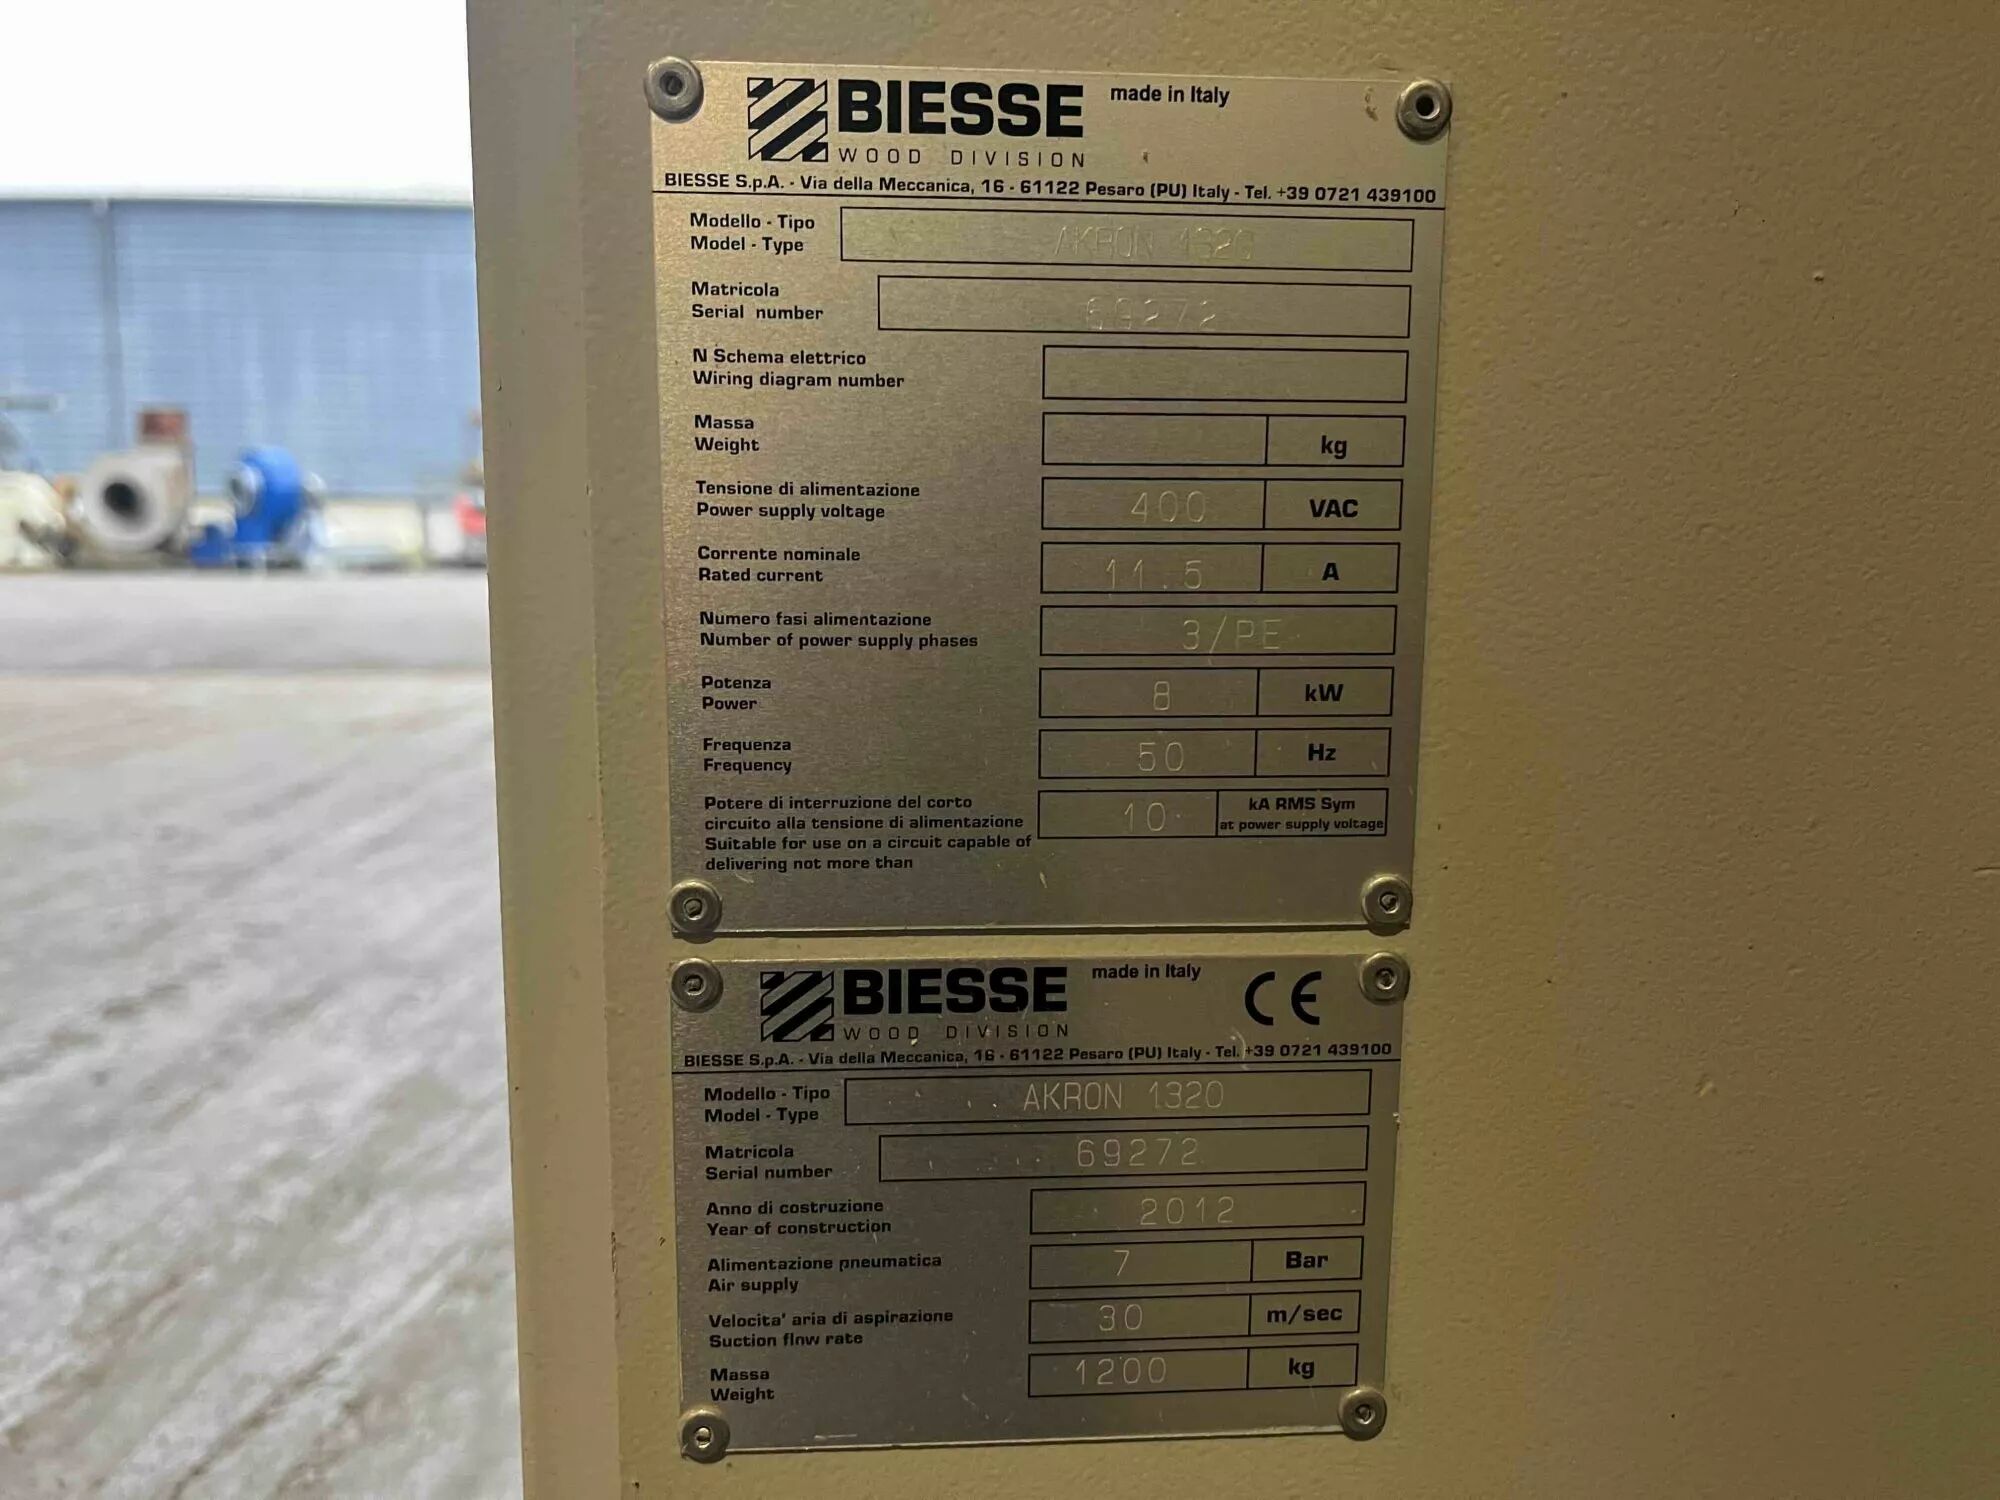 BIESSE made in Italy
WOOD DIVISION
BIESSE S.p.A. - Via della Meccanica, 16 - 61122 Pesaro (PU) Italy - Tel. +39 0721 439100
Modello - Tipo
Model - Type
AKRON 1320
Matricola
Serial number
69272
N Schema elettrico
Wiring diagram number
Massa
Weight
kg
Tensione di alimentazione
Power supply voltage
400 VAC
Corrente nominale
Rated current
11.5 A
Numero fasi alimentazione
Number of power supply phases
3/PE
Potenza
Power
8 kW
Frequenza
Frequency
50 Hz
Potere di interruzione del corto
circuito alla tensione di alimentazione
Suitable for use on a circuit capable of
delivering not more than
10 kA RMS Sym
at power supply voltage
BIESSE made in Italy CE
WOOD DIVISION
BIESSE S.p.A. - Via della Meccanica, 16 - 61122 Pesaro (PU) Italy - Tel. +39 0721 439100
Modello - Tipo
Model - Type
AKRON 1320
Matricola
Serial number
69272
Anno di costruzione
Year of construction
2012
Alimentazione pneumatica
Air supply
7 Bar
Velocita' aria di aspirazione
Suction flow rate
30 m/sec
Massa
Weight
1200 kg